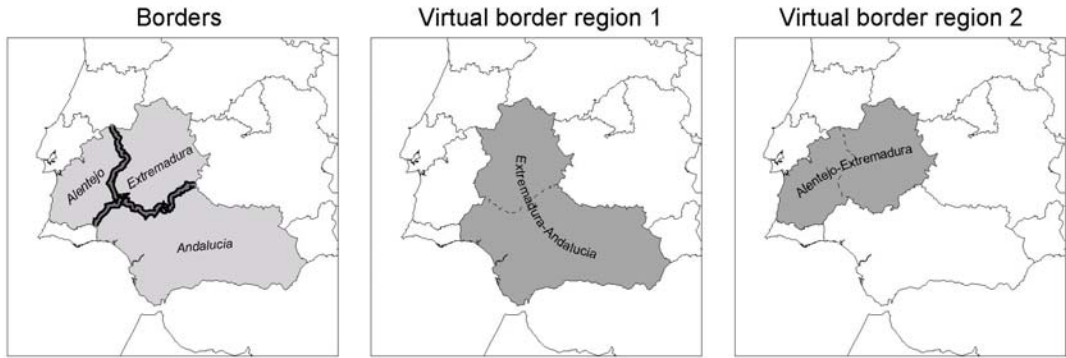 Borders
Alentejo
Extremadura
Andalucia
Virtual border region 1
Extremadura-Andalucia
Virtual border region 2
Alentejo-Extremadura